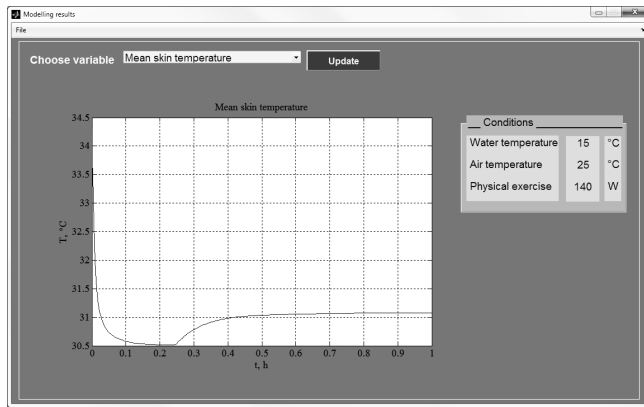 Modelling results
File
Choose variable Mean skin temperature Update
Mean skin temperature
34.5
34
33.5
33
32.5
32
31.5
31
30.5
T, °C
0 0.1 0.2 0.3 0.4 0.5 0.6 0.7 0.8 0.9 1
t, h
Conditions
Water temperature 15 °C
Air temperature 25 °C
Physical exercise 140 W